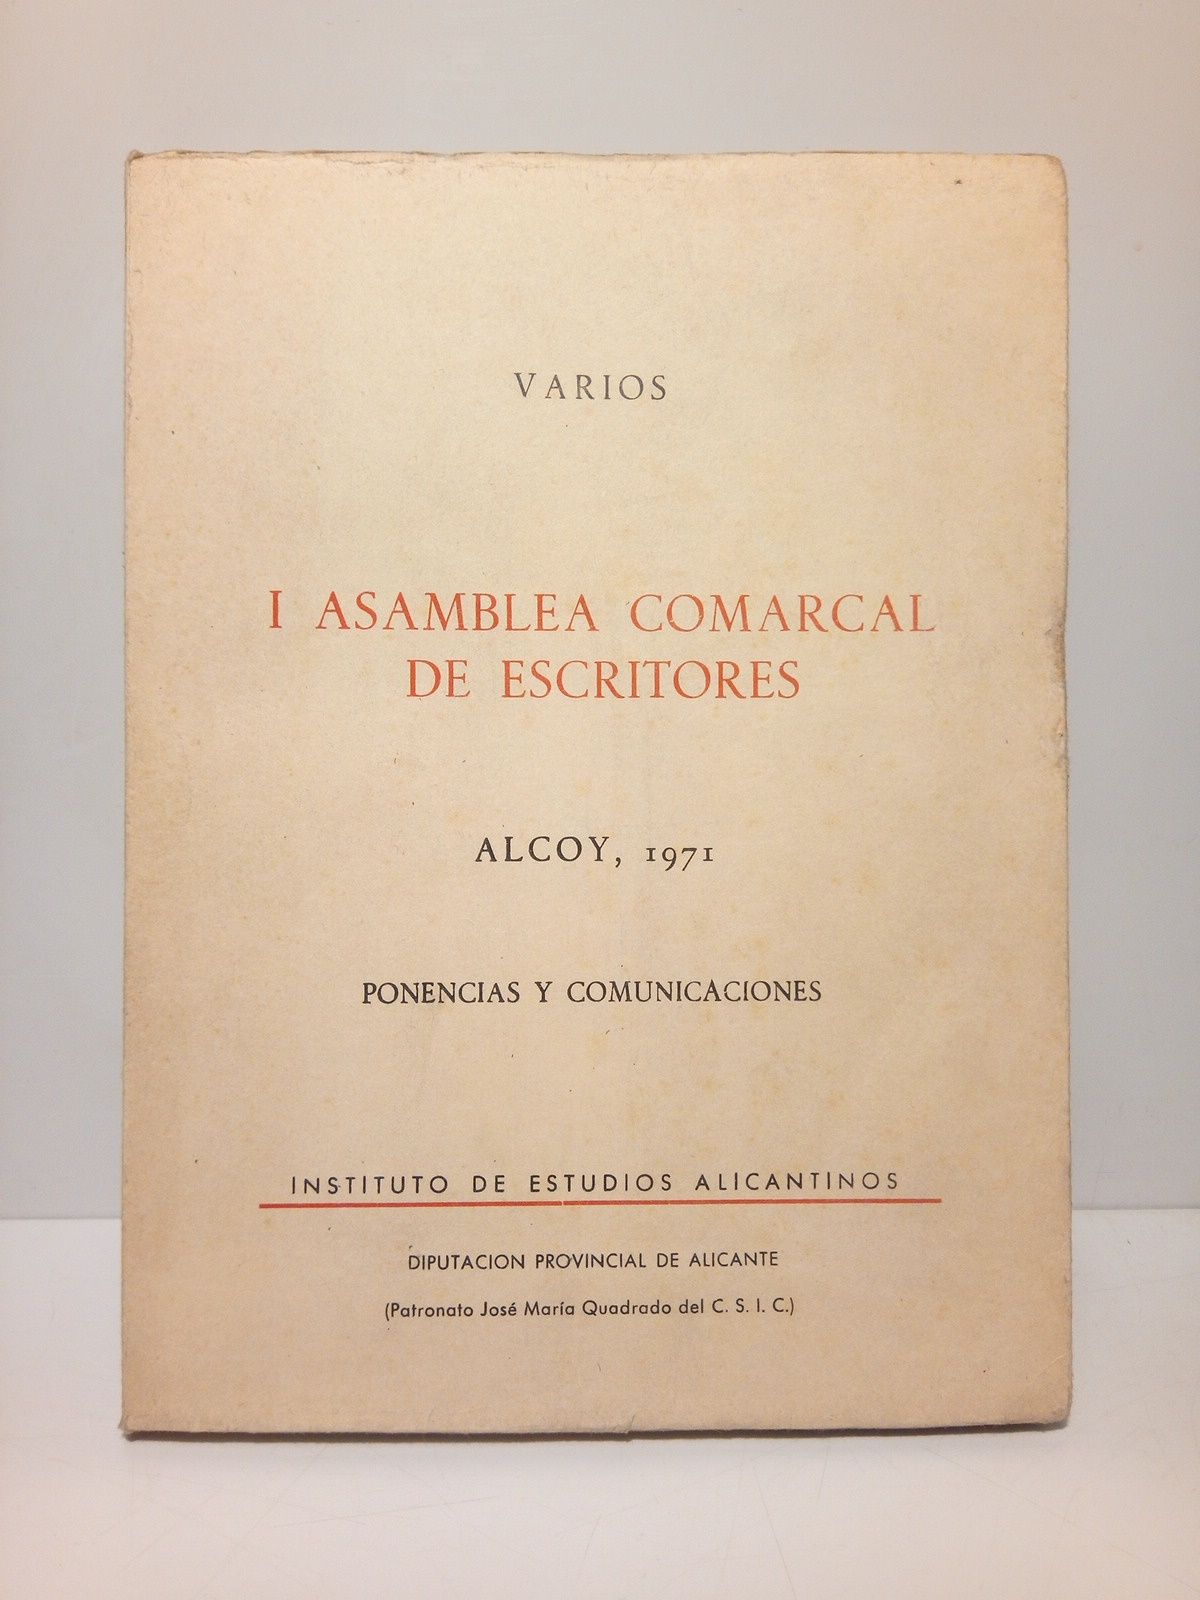 VARIOS
I ASAMBLEA COMARCAL
DE ESCRITORES
ALCOY, 1971
PONENCIAS Y COMUNICACIONES
INSTITUTO DE ESTUDIOS ALICANTINOS
DIPUTACION PROVINCIAL DE ALICANTE
(Patronato José María Quadrado del C. S. I. C.)